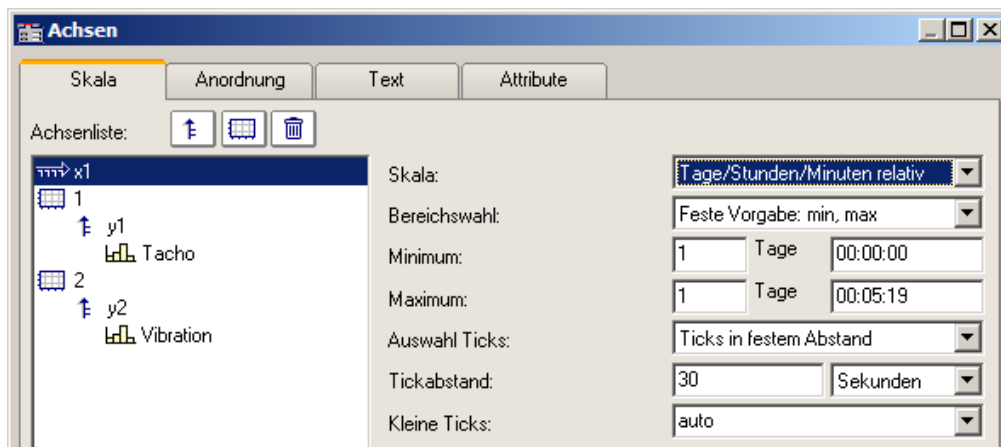 Achsen
Skala Anordnung Text Attribute
Achsenliste:
x1
1
y1
Tacho
2
y2
Vibration
Skala: Tage/Stunden/Minuten relativ
Bereichswahl: Feste Vorgabe: min, max
Minimum: 1 Tage 00:00:00
Maximum: 1 Tage 00:05:19
Auswahl Ticks: Ticks in festem Abstand
Tickabstand: 30 Sekunden
Kleine Ticks: auto